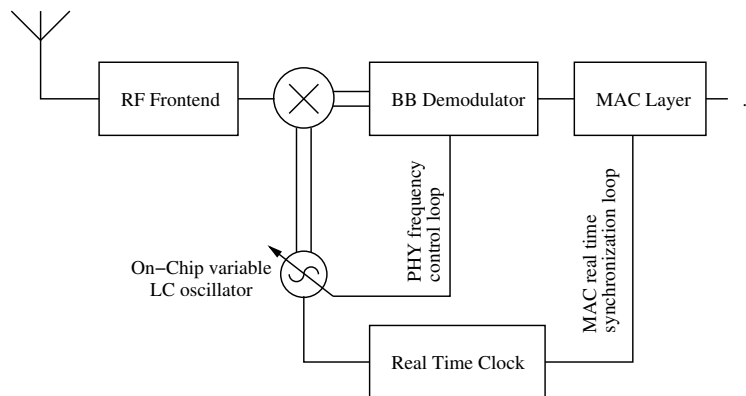 RF Frontend
BB Demodulator
MAC Layer
.
PHY frequency
control loop
MAC real time
synchronization loop
On−Chip variable
LC oscillator
Real Time Clock